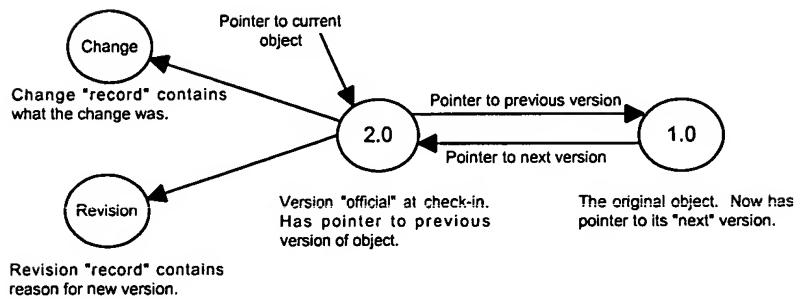 Pointer to current
object
Change
Change "record" contains
what the change was.
Pointer to previous version
2.0
1.0
Pointer to next version
Revision
Version "official" at check-in.
Has pointer to previous
version of object.
The original object. Now has
pointer to its "next" version.
Revision "record" contains
reason for new version.